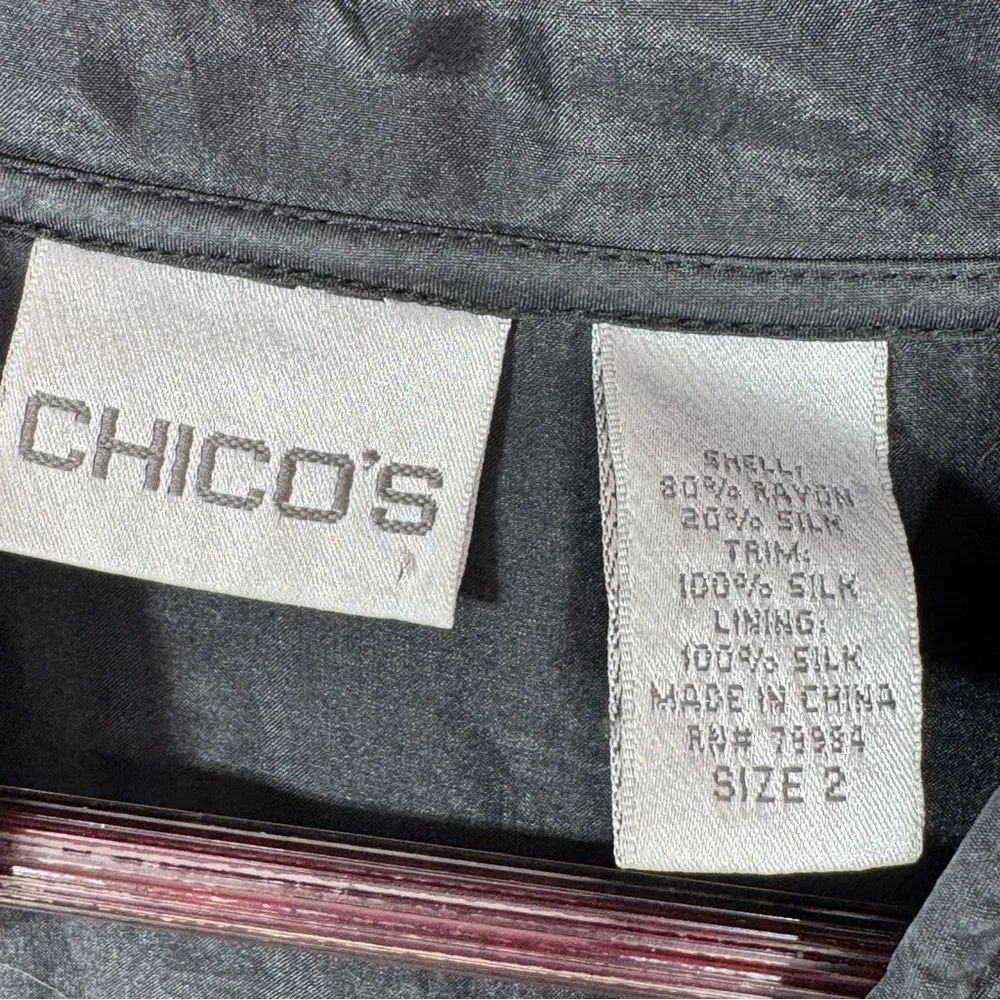 CHICO'S
SHELL:
80% RAYON
20% SILK
TRIM:
100% SILK
LINING:
100% SILK
MADE IN CHINA
RN# 79984
SIZE 2